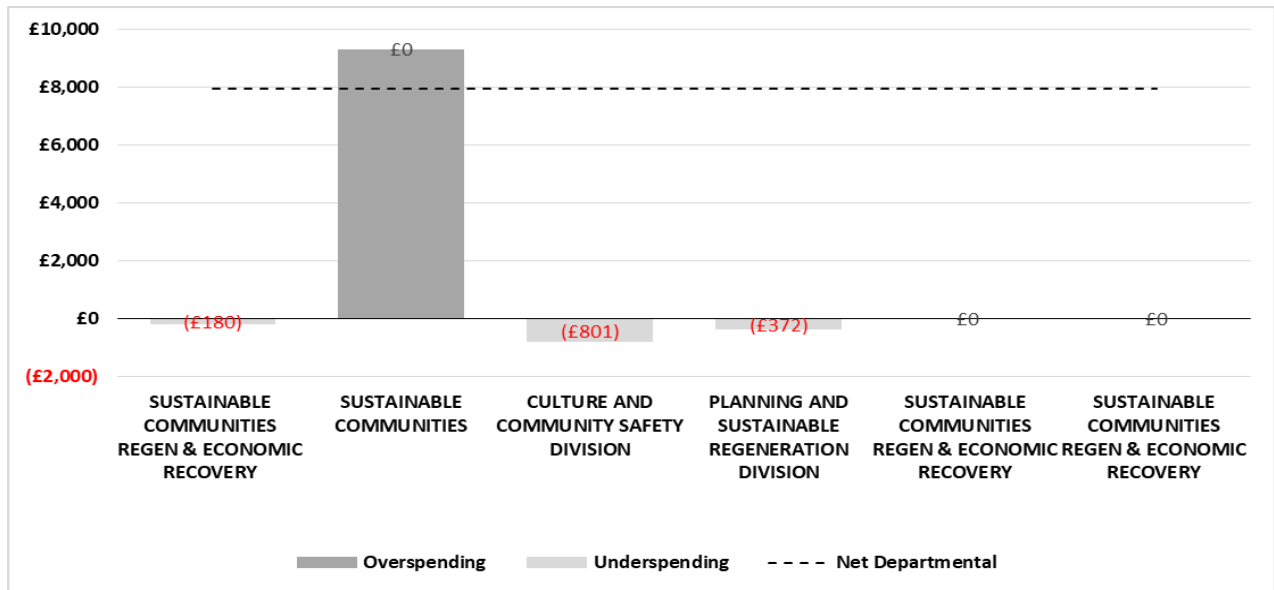 £10,000
£8,000
£6,000
£4,000
£2,000
£0
(£2,000)
£0
(£180)
(£801)
(£372)
£0
£0
SUSTAINABLE
COMMUNITIES
REGEN & ECONOMIC
RECOVERY
SUSTAINABLE
COMMUNITIES
CULTURE AND
COMMUNITY SAFETY
DIVISION
PLANNING AND
SUSTAINABLE
REGENERATION
DIVISION
SUSTAINABLE
COMMUNITIES
REGEN & ECONOMIC
RECOVERY
SUSTAINABLE
COMMUNITIES
REGEN & ECONOMIC
RECOVERY
Overspending
Underspending
Net Departmental